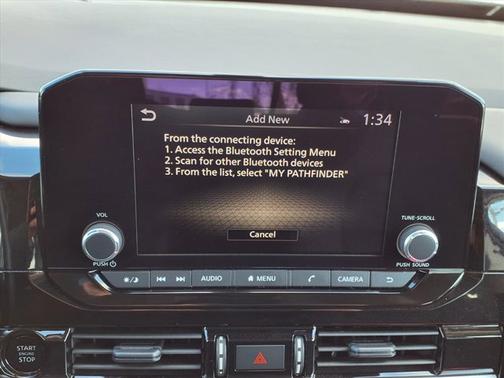 Add New
1:34
From the connecting device:
1. Access the Bluetooth Setting Menu
2. Scan for other Bluetooth devices
3. From the list, select "MY PATHFINDER"
Cancel
VOL
PUSH
TUNE·SCROLL
PUSH SOUND
AUDIO
MENU
CAMERA
START
ENGINE
STOP